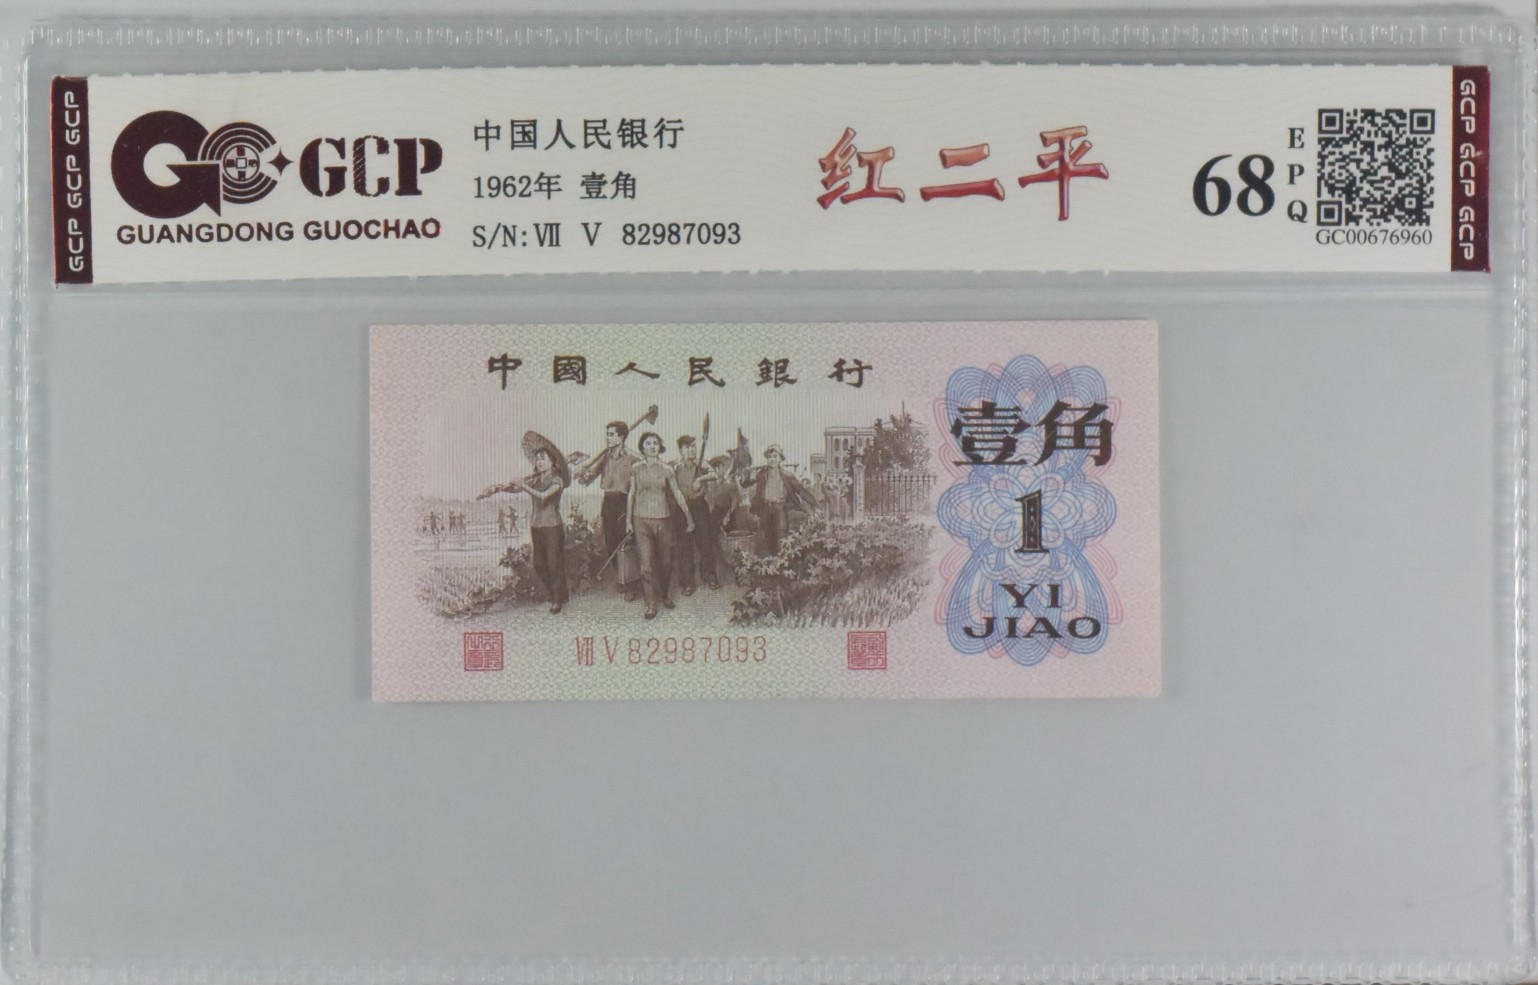 GCP GCP GCP
GCP
GUANGDONG GUOCHAO
中国人民银行
1962年 壹角
S/N: Ⅶ V 82987093
红二平
68
EPQ
GC00676960
GCP GCP GCP
中國人民銀行
壹角
1
YI
JIAO
Ⅶ V 82987093